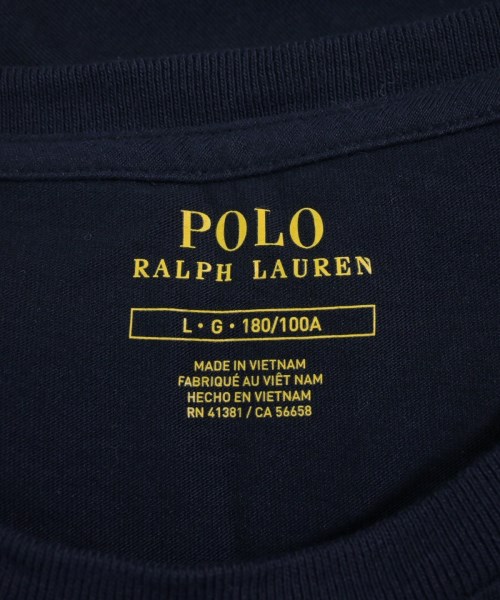 POLO
RALPH LAUREN
L • G • 180/100A
MADE IN VIETNAM
FABRIQUÉ AU VIÊT NAM
HECHO EN VIETNAM
RN 41381 / CA 56658